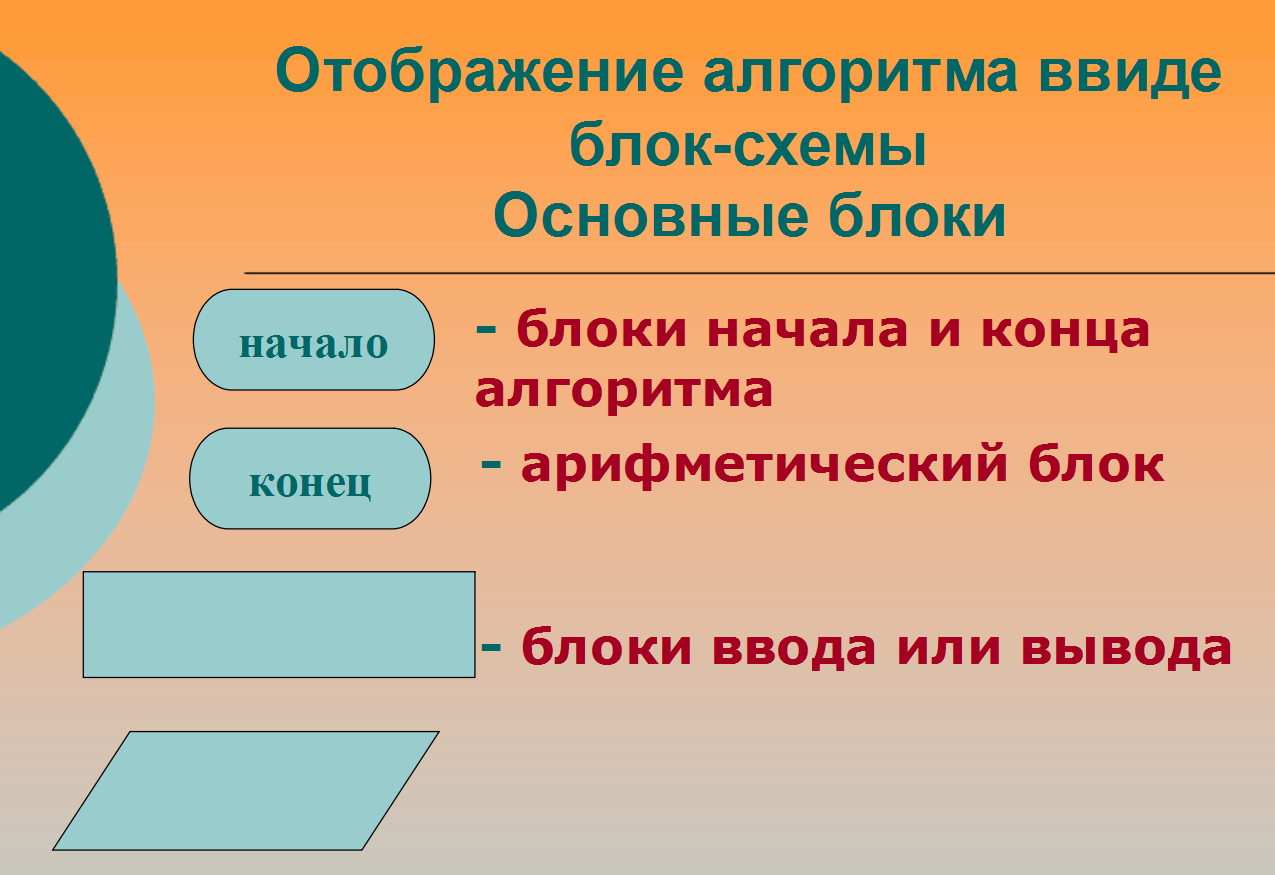 Отображение алгоритма ввиде
блок-схемы
Основные блоки
начало
- блоки начала и конца
алгоритма
конец
- арифметический блок
- блоки ввода или вывода